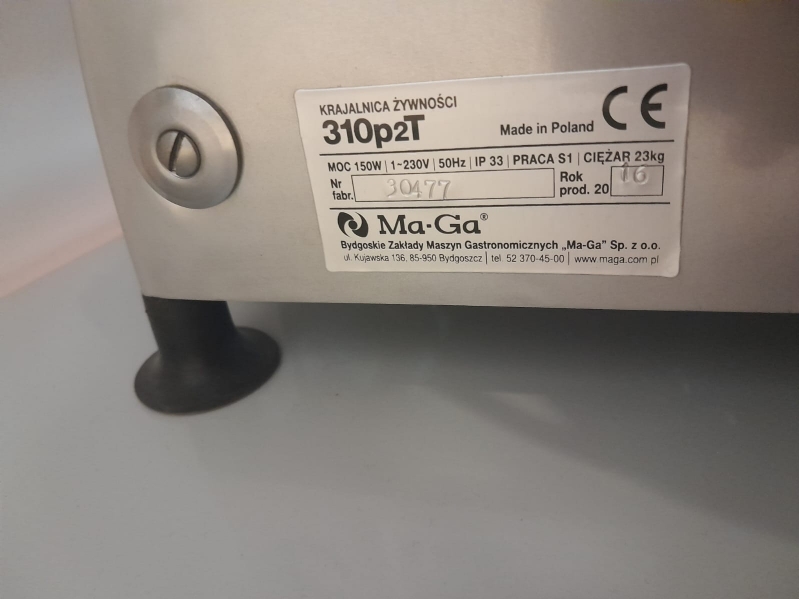 KRAJALNICA ŻYWNOŚCI
310p2T Made in Poland CE
MOC 150W | 1~230V | 50Hz | IP 33 | PRACA S1 | CIĘŻAR 23kg
Nr fabr. 30477 Rok prod. 20 16
Ma-Ga®
Bydgoskie Zakłady Maszyn Gastronomicznych „Ma-Ga" Sp. z o.o.
ul. Kujawska 136, 85-950 Bydgoszcz | tel. 52 370-45-00 | www.maga.com.pl